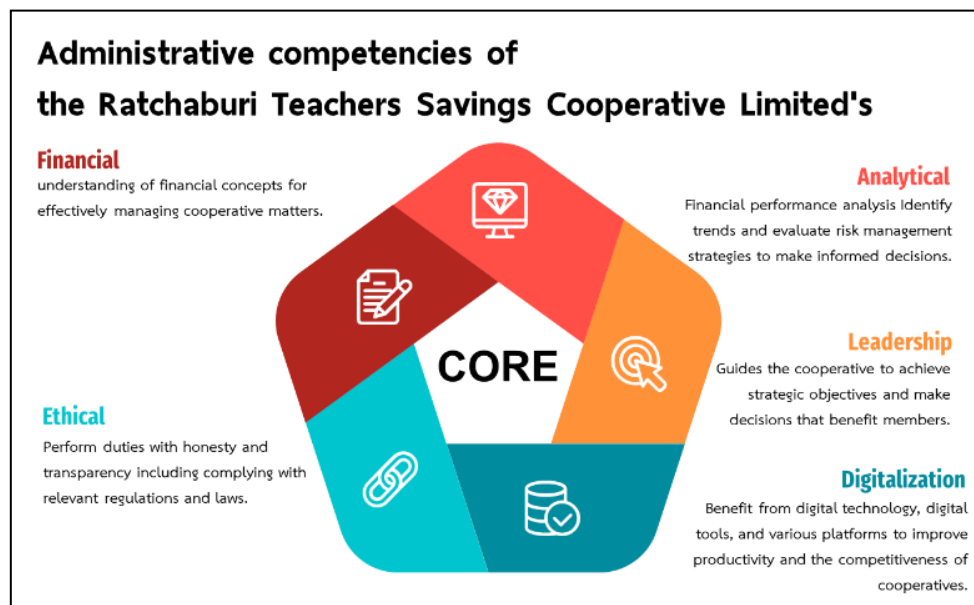 Administrative competencies of
the Ratchaburi Teachers Savings Cooperative Limited's
Financial
understanding of financial concepts for
effectively managing cooperative matters.
Analytical
Financial performance analysis Identify
trends and evaluate risk management
strategies to make informed decisions.
CORE
Leadership
Guides the cooperative to achieve
strategic objectives and make
decisions that benefit members.
Ethical
Perform duties with honesty and
transparency including complying with
relevant regulations and laws.
Digitalization
Benefit from digital technology, digital
tools, and various platforms to improve
productivity and the competitiveness of
cooperatives.